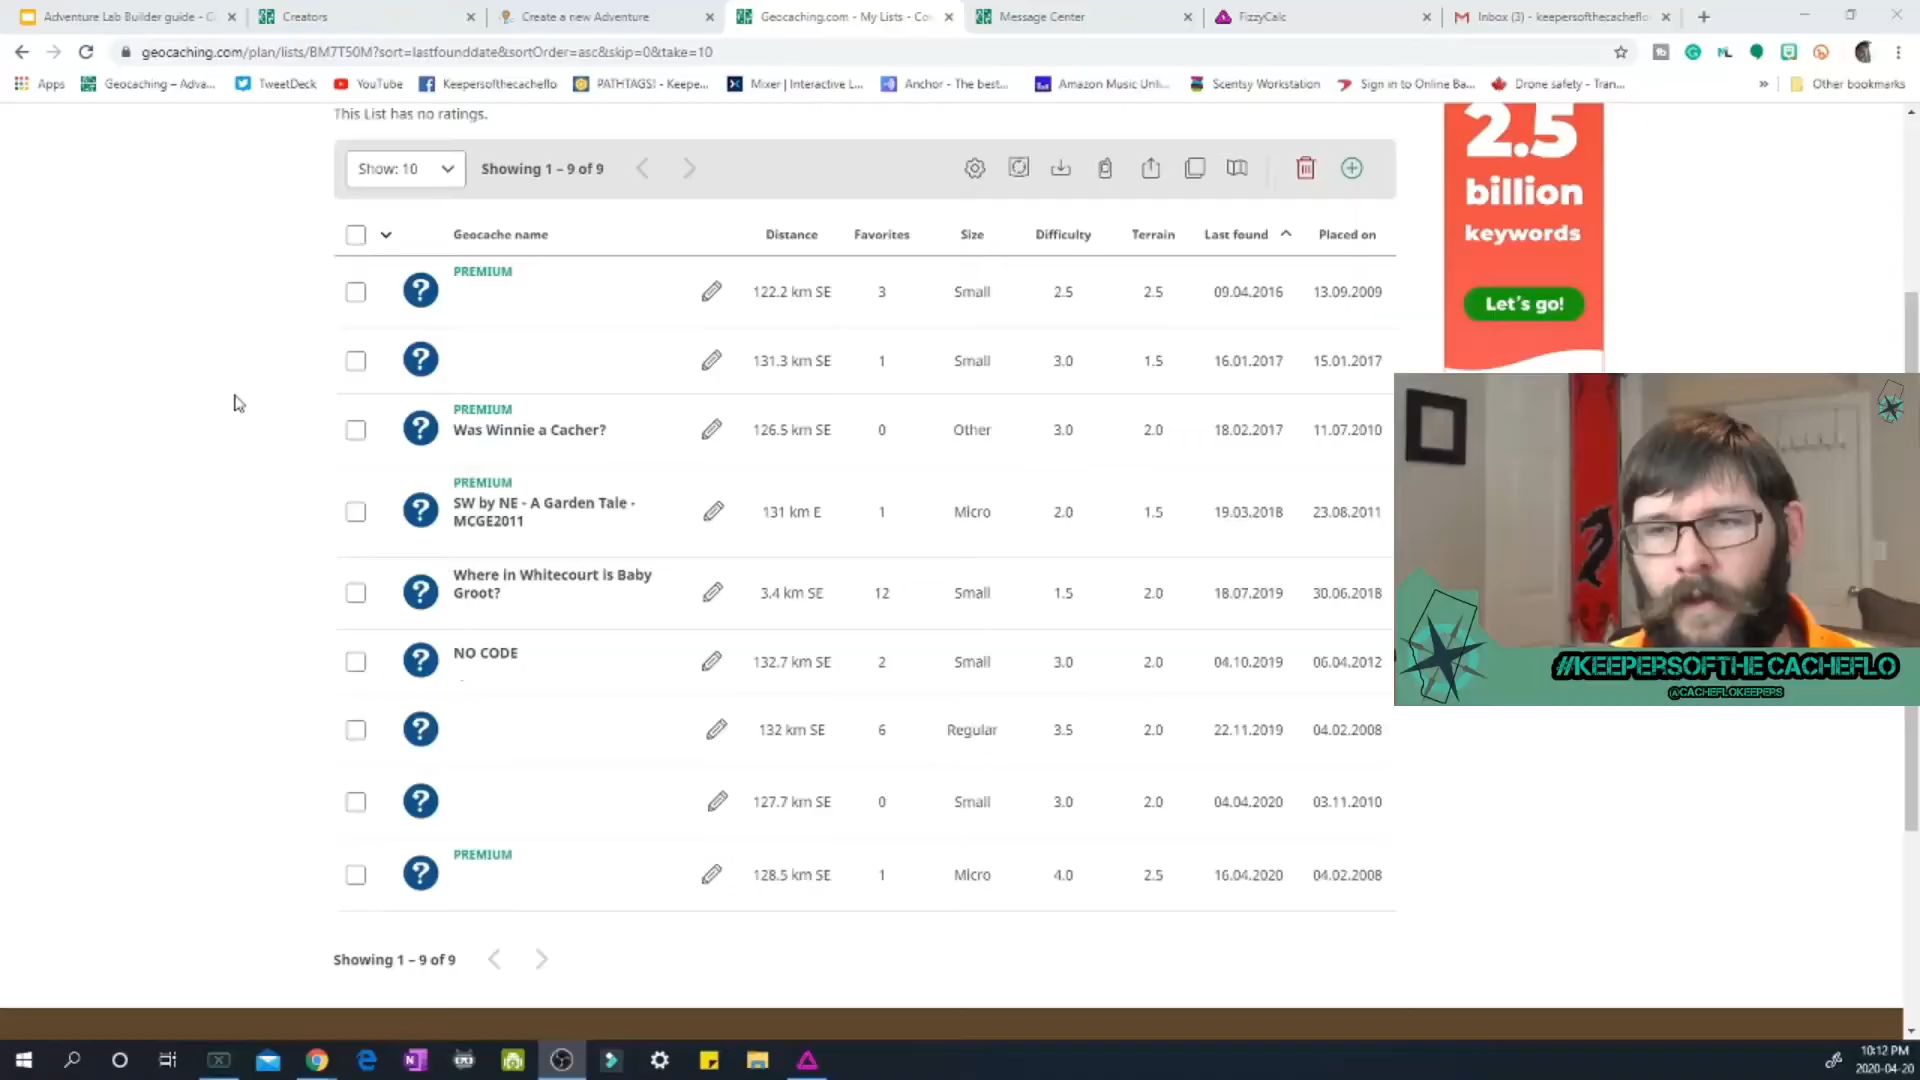 Adventure Lab Builder guide - C
Creators
Create a new Adventure
Geocaching.com - My Lists - Co
Message Center
FizzyCalc
Inbox (3) - keepersofthecacheflo
geocaching.com/plan/lists/BM7T50M?sort=lastfounddate&sortOrder=asc&skip=0&take=10
Apps
Geocaching – Adva...
TweetDeck
YouTube
Keepersofthecacheflo
PATHTAGS! - Keepe...
Mixer | Interactive L...
Anchor - The best...
Amazon Music Unli...
Scentsy Workstation
Sign in to Online Ba...
Drone safety - Tran...
»
Other bookmarks
This List has no ratings.
Show: 10
Showing 1 – 9 of 9
Geocache name Distance Favorites Size Difficulty Terrain Last found Placed on
PREMIUM
122.2 km SE 3 Small 2.5 2.5 09.04.2016 13.09.2009
131.3 km SE 1 Small 3.0 1.5 16.01.2017 15.01.2017
PREMIUM
Was Winnie a Cacher? 126.5 km SE 0 Other 3.0 2.0 18.02.2017 11.07.2010
PREMIUM
SW by NE - A Garden Tale -
MCGE2011
131 km E 1 Micro 2.0 1.5 19.03.2018 23.08.2011
Where in Whitecourt is Baby
Groot?
3.4 km SE 12 Small 1.5 2.0 18.07.2019 30.06.2018
NO CODE
132.7 km SE 2 Small 3.0 2.0 04.10.2019 06.04.2012
132 km SE 6 Regular 3.5 2.0 22.11.2019 04.02.2008
127.7 km SE 0 Small 3.0 2.0 04.04.2020 03.11.2010
PREMIUM
128.5 km SE 1 Micro 4.0 2.5 16.04.2020 04.02.2008
Showing 1 – 9 of 9
2.5
billion
keywords
Let's go!
//KEEPERSOFTHE CACHEFLO
@CACHEFLOKEEPERS
10:12 PM
2020-04-20